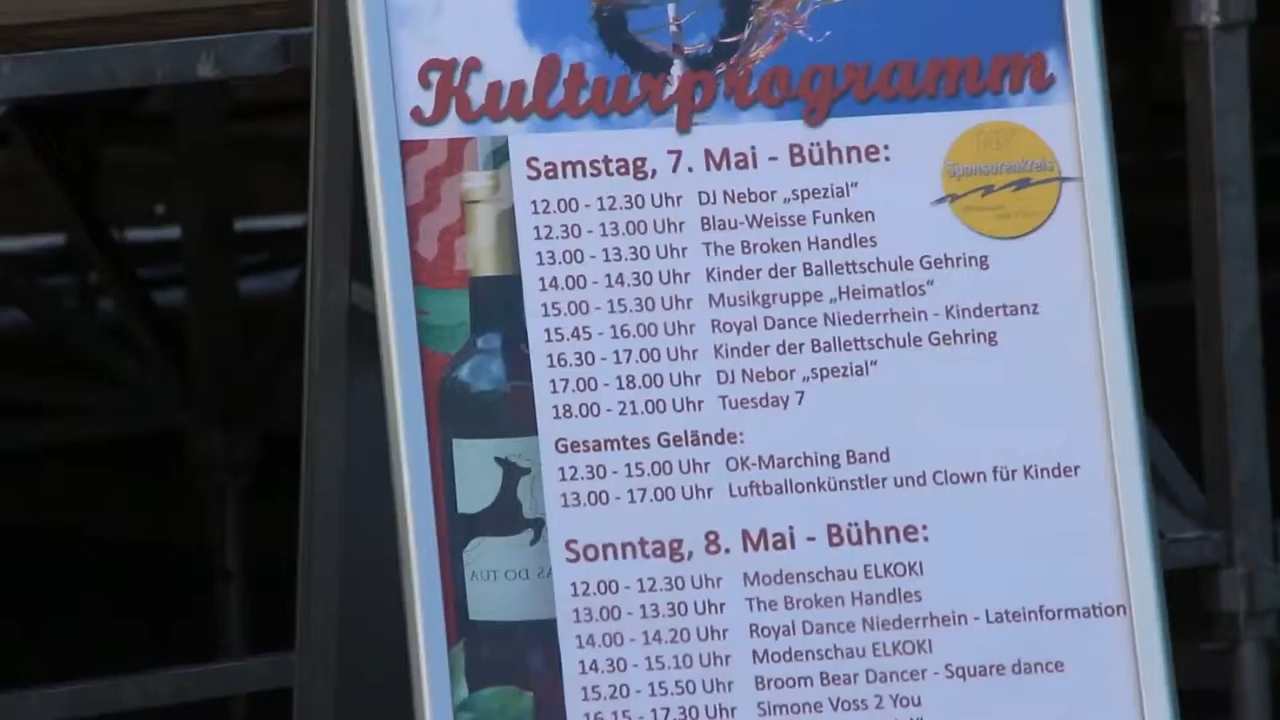 Kulturprogramm
Sponsorenkreis
Samstag, 7. Mai - Bühne:
12.00 - 12.30 Uhr DJ Nebor „spezial“
12.30 - 13.00 Uhr Blau-Weisse Funken
13.00 - 13.30 Uhr The Broken Handles
14.00 - 14.30 Uhr Kinder der Ballettschule Gehring
15.00 - 15.30 Uhr Musikgruppe „Heimatlos“
15.45 - 16.00 Uhr Royal Dance Niederrhein - Kindertanz
16.30 - 17.00 Uhr Kinder der Ballettschule Gehring
17.00 - 18.00 Uhr DJ Nebor „spezial“
18.00 - 21.00 Uhr Tuesday 7
Gesamtes Gelände:
12.30 - 15.00 Uhr OK-Marching Band
13.00 - 17.00 Uhr Luftballonkünstler und Clown für Kinder
Sonntag, 8. Mai - Bühne:
12.00 - 12.30 Uhr Modenschau ELKOKI
13.00 - 13.30 Uhr The Broken Handles
14.00 - 14.20 Uhr Royal Dance Niederrhein - Lateinformation
14.30 - 15.10 Uhr Modenschau ELKOKI
15.20 - 15.50 Uhr Broom Bear Dancer - Square dance
16.15 - 17.30 Uhr Simone Voss 2 You